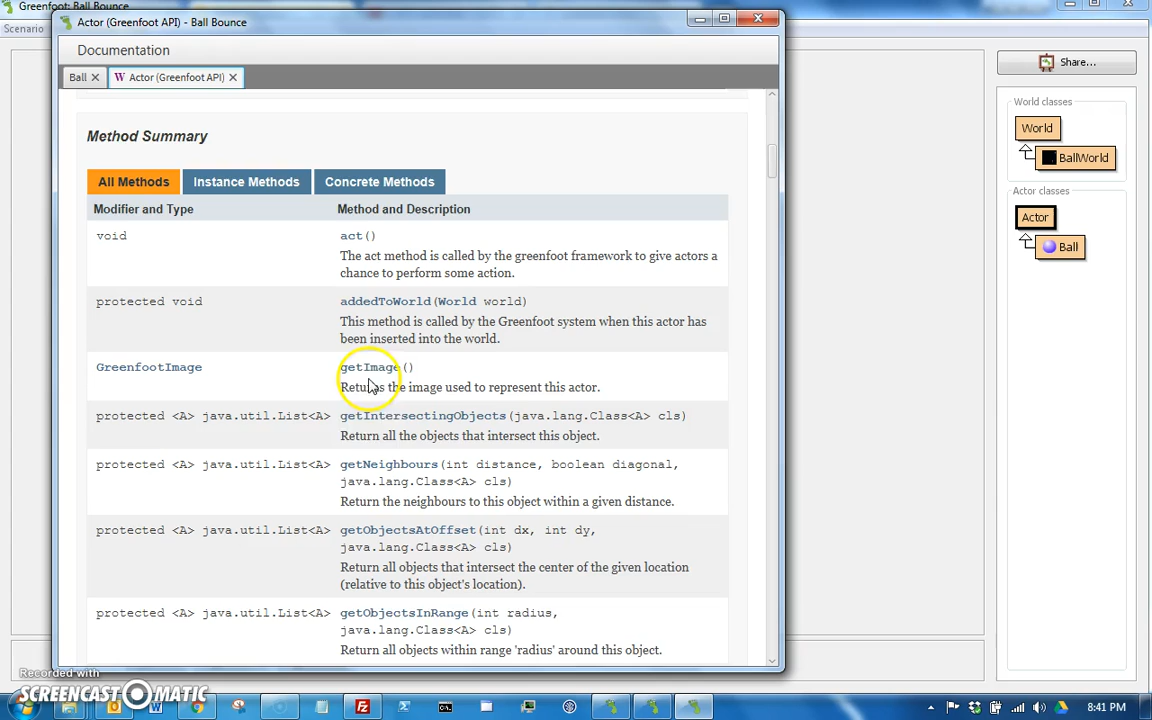 Greenfoot: Ball Bounce
Scenario
Actor (Greenfoot API) - Ball Bounce
Documentation
Ball
W Actor (Greenfoot API)
Method Summary
All Methods Instance Methods Concrete Methods
Modifier and Type Method and Description
void act()
The act method is called by the greenfoot framework to give actors a
chance to perform some action.
protected void addedToWorld(World world)
This method is called by the Greenfoot system when this actor has
been inserted into the world.
GreenfootImage getImage()
Returns the image used to represent this actor.
protected <A> java.util.List<A> getIntersectingObjects(java.lang.Class<A> cls)
Return all the objects that intersect this object.
protected <A> java.util.List<A> getNeighbours(int distance, boolean diagonal,
java.lang.Class<A> cls)
Return the neighbours to this object within a given distance.
protected <A> java.util.List<A> getObjectsAtOffset(int dx, int dy,
java.lang.Class<A> cls)
Return all objects that intersect the center of the given location
(relative to this object's location).
protected <A> java.util.List<A> getObjectsInRange(int radius,
java.lang.Class<A> cls)
Return all objects within range 'radius' around this object.
Share...
World classes
World
BallWorld
Actor classes
Actor
Ball
Recorded with
SCREENCAST-O-MATIC
8:41 PM